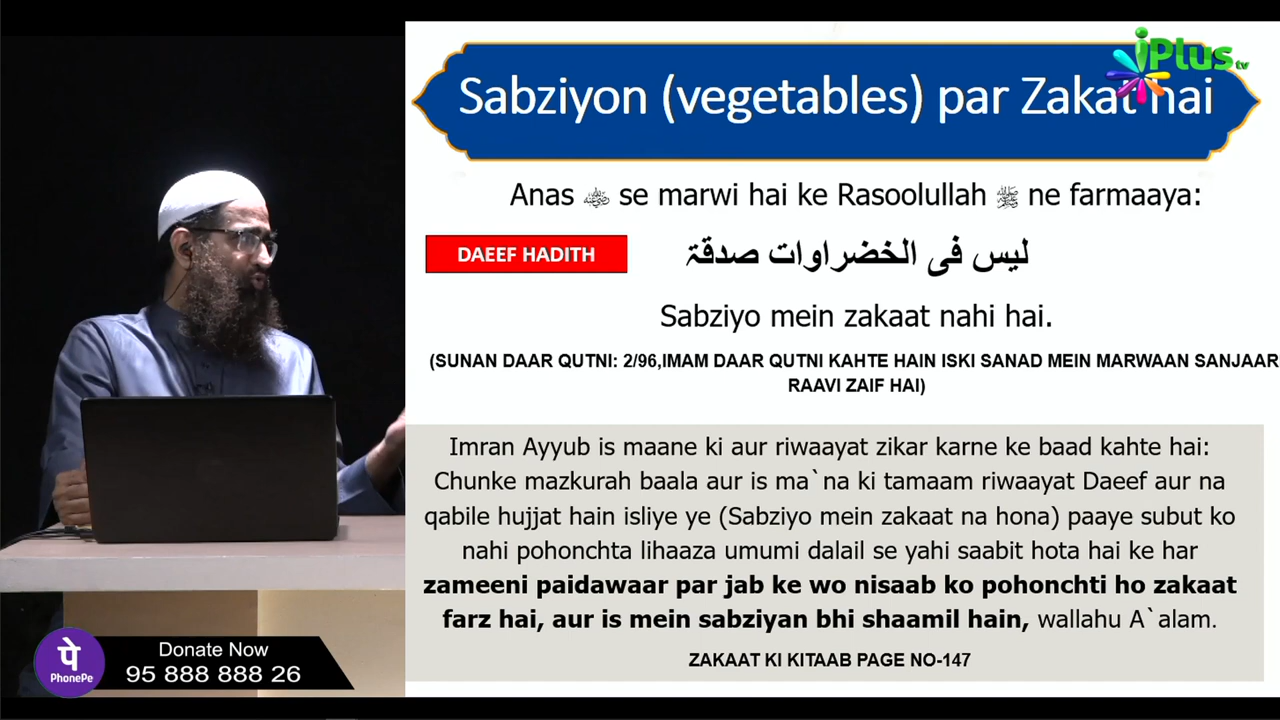 iPlus tv
Sabziyon (vegetables) par Zakat hai
Anas رضي الله عنه se marwi hai ke Rasoolullah ﷺ ne farmaaya:
DAEEF HADITH
لیس فی الخضراوات صدقة
Sabziyo mein zakaat nahi hai.
(SUNAN DAAR QUTNI: 2/96,IMAM DAAR QUTNI KAHTE HAIN ISKI SANAD MEIN MARWAAN SANJAAR
RAAVI ZAIF HAI)
Imran Ayyub is maane ki aur riwaayat zikar karne ke baad kahte hai:
Chunke mazkurah baala aur is ma`na ki tamaam riwaayat Daeef aur na
qabile hujjat hain isliye ye (Sabziyo mein zakaat na hona) paaye subut ko
nahi pohonchta lihaaza umumi dalail se yahi saabit hota hai ke har
zameeni paidawaar par jab ke wo nisaab ko pohonchti ho zakaat
farz hai, aur is mein sabziyan bhi shaamil hain, wallahu A`alam.
ZAKAAT KI KITAAB PAGE NO-147
पे
PhonePe
Donate Now
95 888 888 26